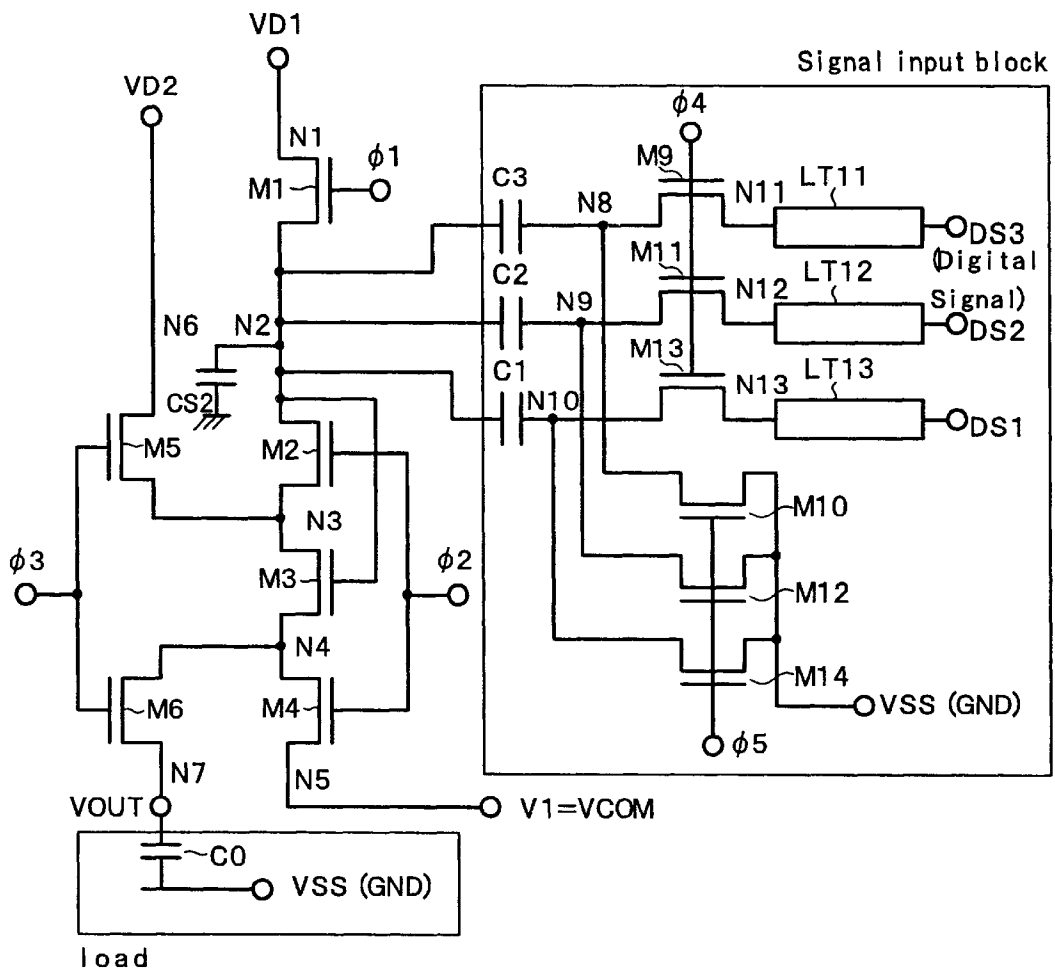 VD1
Signal input block
VD2
ϕ4
N1
ϕ1
M9
C3
N11
LT11
M1
N8
DS3
(Digital
Signal)
M11
C2
N12
LT12
N6
N2
N9
DS2
M13
C1
N13
LT13
CS2
N10
DS1
M5
M2
M10
N3
ϕ3
M3
ϕ2
M12
N4
M14
M6
M4
VSS (GND)
ϕ5
N7
N5
VOUT
V1=VCOM
C0
VSS (GND)
load